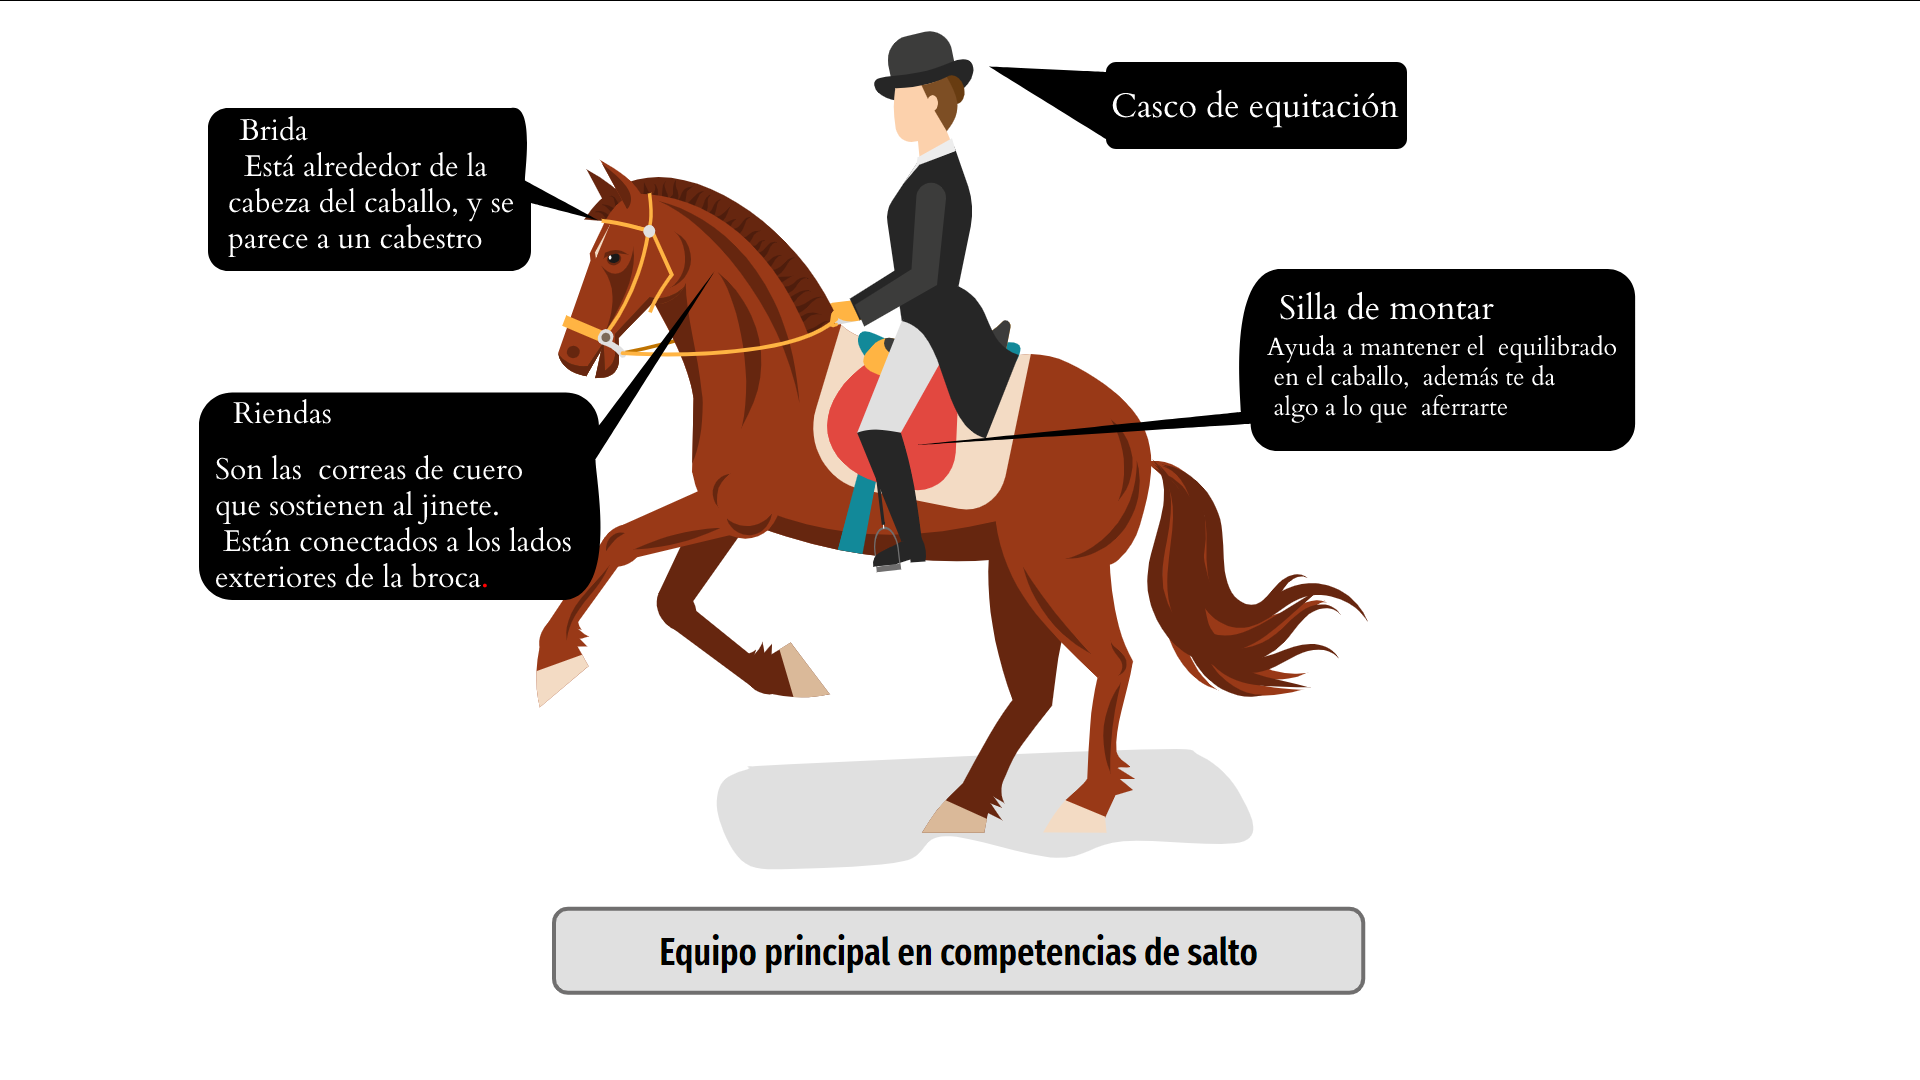 Casco de equitación
Brida
Está alrededor de la
cabeza del caballo, y se
parece a un cabestro
Silla de montar
Ayuda a mantener el equilibrado
en el caballo, además te da
algo a lo que aferrarte
Riendas
Son las correas de cuero
que sostienen al jinete.
Están conectados a los lados
exteriores de la broca.
Equipo principal en competencias de salto